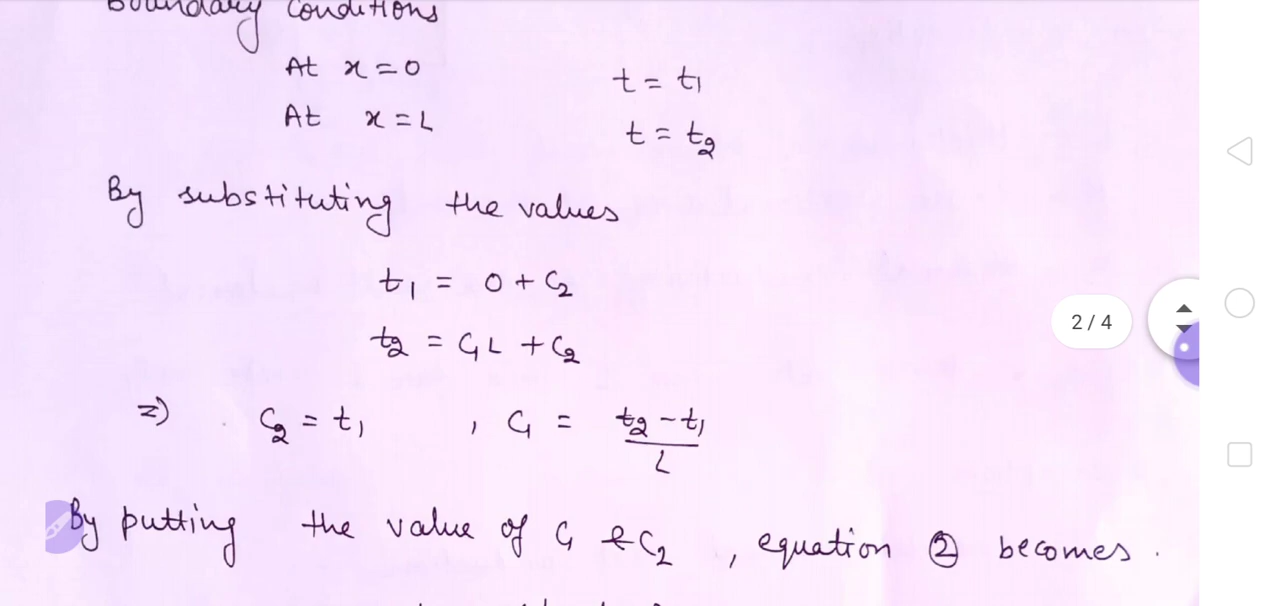 Boundary conditions
At x = 0 t = t₁
At x = L t = t₂
By substituting the values
t₁ = 0 + C₂
t₂ = C₁L + C₂
⇒ C₂ = t₁ , C₁ = (t₂ - t₁)/L
By putting the value of C₁ & C₂ , equation ② becomes .
2 / 4